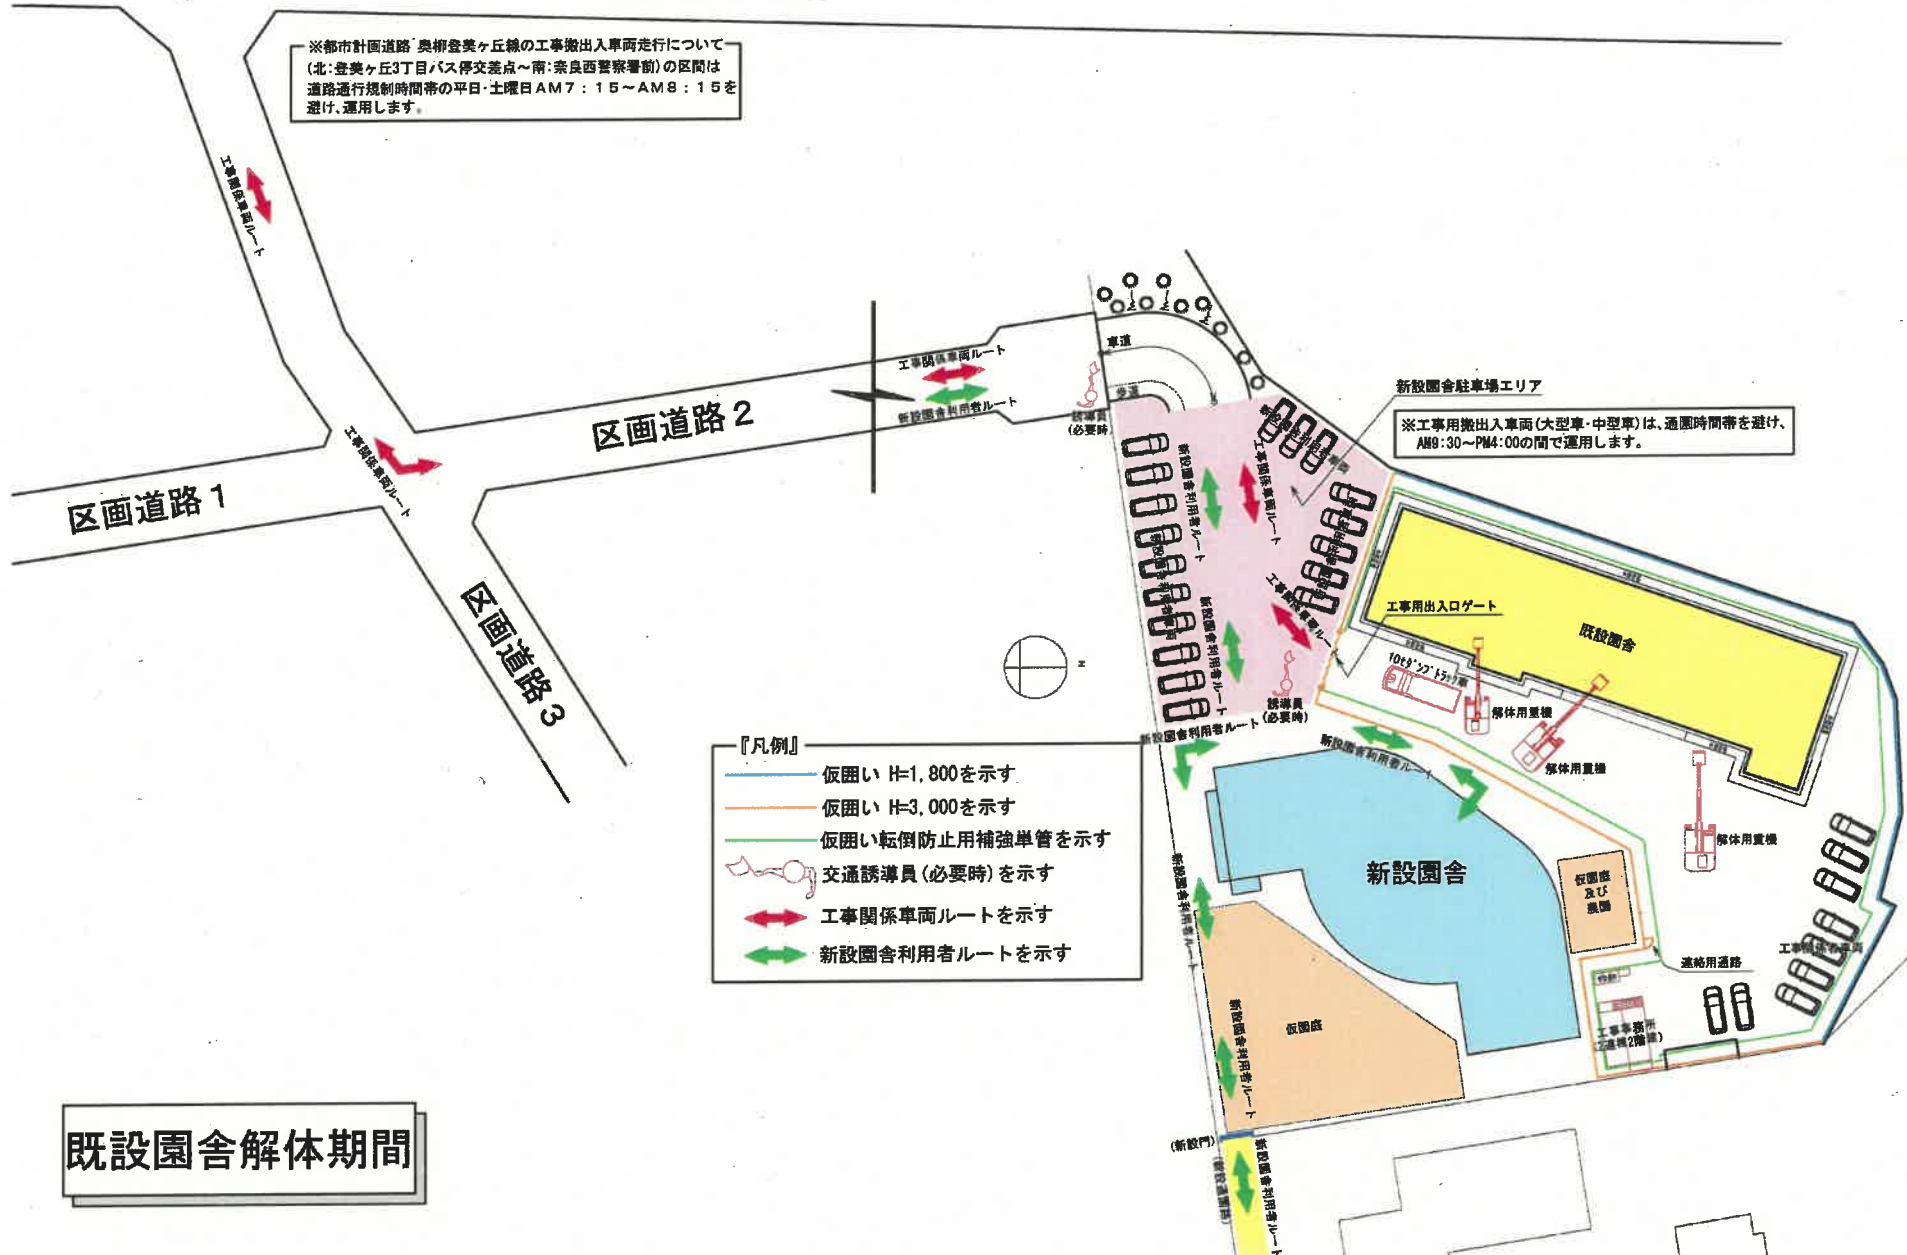 ※都市計画道路 奥柳登美ヶ丘線の工事搬出入車両走行について
(北:登美ヶ丘3丁目バス停交差点～南:奈良西警察署前)の区間は
道路通行規制時間帯の平日・土曜日AM7：15～AM8：15を
避け、運用します。
工事関係車両ルート
工事関係車両ルート
区画道路1
区画道路2
区画道路3
工事関係車両ルート
新設園舎利用者ルート
車道
歩道
誘導員
(必要時)
新設園舎駐車場エリア
※工事用搬出入車両(大型車・中型車)は、通園時間帯を避け、
AM9:30～PM4:00の間で運用します。
新設園舎利用者ルート
工事関係車両ルート
新設園舎利用者ルート
工事関係車両ルート
誘導員
(必要時)
工事用出入口ゲート
既設園舎
10tダンプトラック車
解体用重機
解体用重機
解体用重機
新設園舎利用者ルート
新設園舎利用者ルート
N
『凡例』
仮囲い H=1,800を示す
仮囲い H=3,000を示す
仮囲い転倒防止用補強単管を示す
交通誘導員(必要時)を示す
工事関係車両ルートを示す
新設園舎利用者ルートを示す
新設園舎
仮園庭
及び
農園
連絡用通路
工事関係者車両
工事事務所
新設園舎利用者ルート
仮園庭
新設園舎利用者ルート
(新設門)
(新設通園路)
新設園舎利用者ルート
既設園舎解体期間